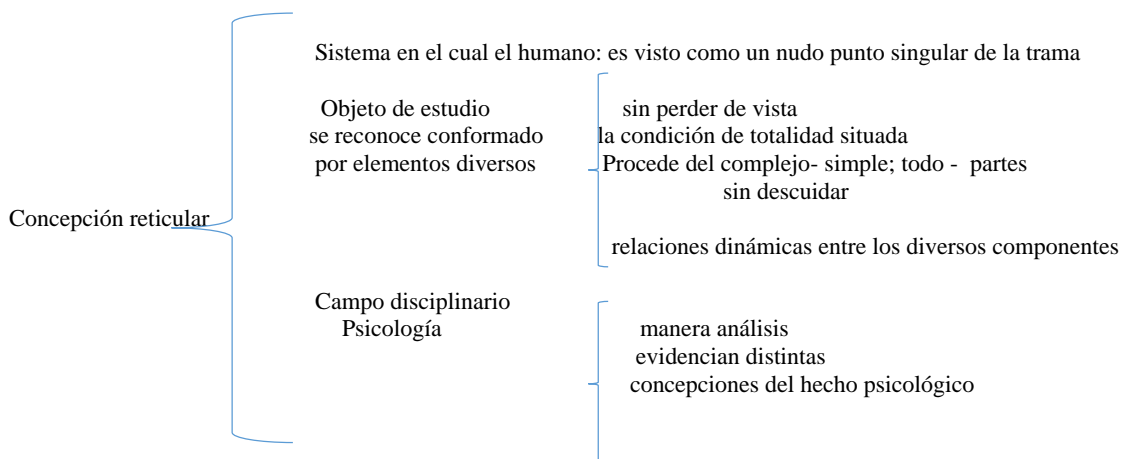 Sistema en el cual el humano: es visto como un nudo punto singular de la trama
Objeto de estudio
se reconoce conformado
por elementos diversos
sin perder de vista
la condición de totalidad situada
Procede del complejo- simple; todo - partes
sin descuidar
Concepción reticular
relaciones dinámicas entre los diversos componentes
Campo disciplinario
Psicología
manera análisis
evidencian distintas
concepciones del hecho psicológico